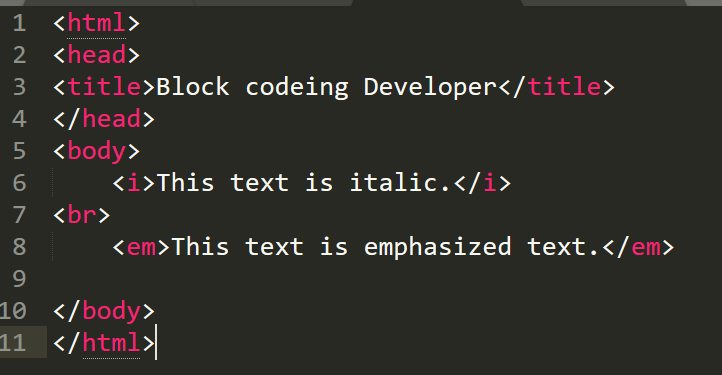 1 <html>
2 <head>
3 <title>Block codeing Developer</title>
4 </head>
5 <body>
6     <i>This text is italic.</i>
7 <br>
8     <em>This text is emphasized text.</em>
9
10 </body>
11 </html>